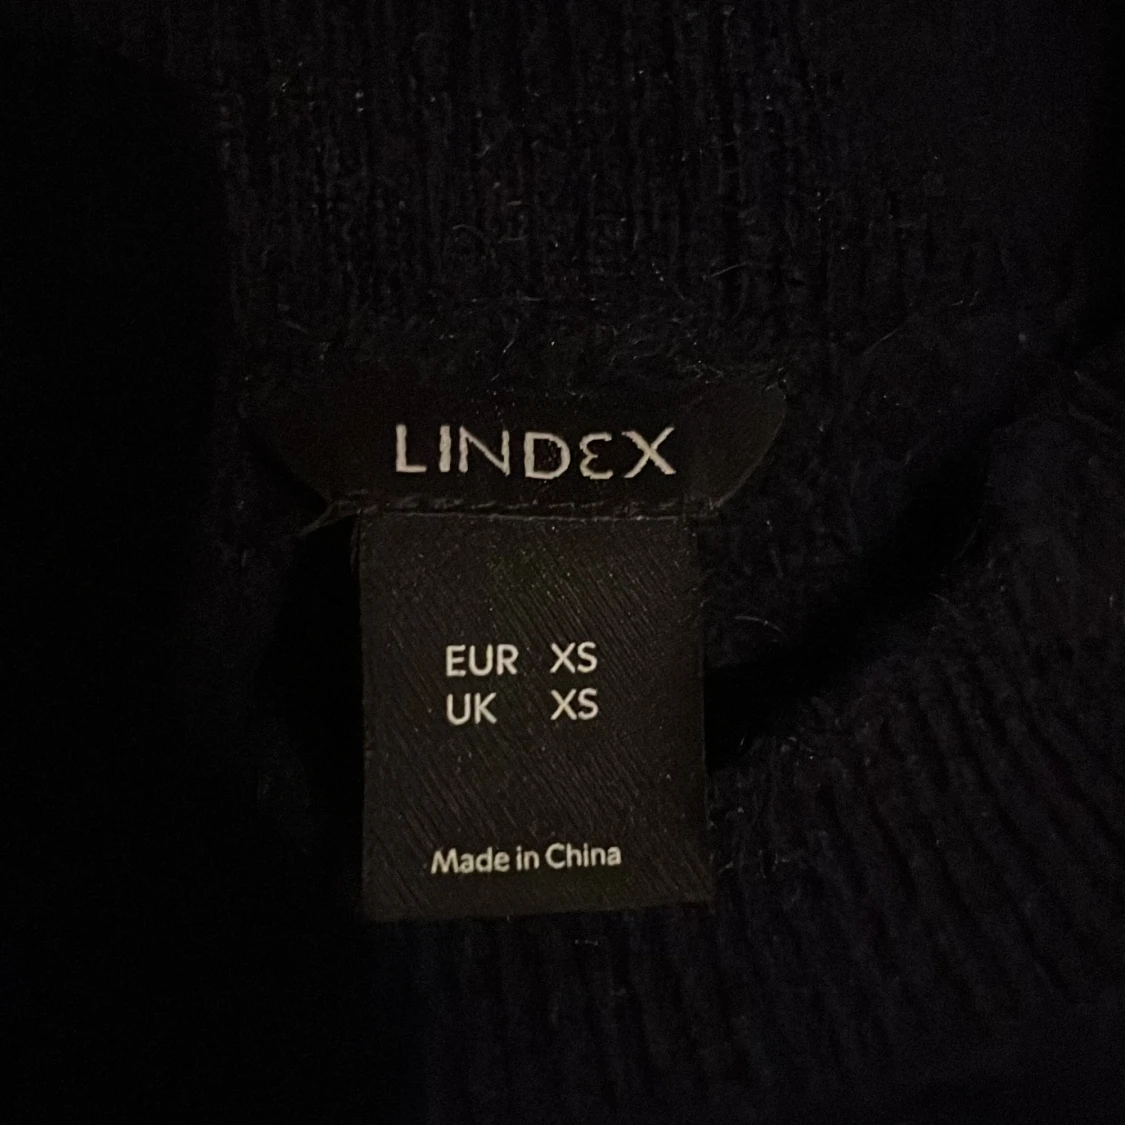 LINDEX
EUR XS
UK XS
Made in China